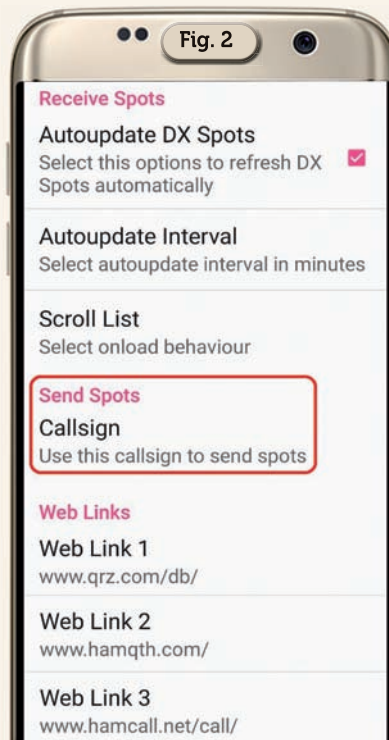 Fig. 2
Receive Spots
Autoupdate DX Spots
Select this options to refresh DX
Spots automatically
Autoupdate Interval
Select autoupdate interval in minutes
Scroll List
Select onload behaviour
Send Spots
Callsign
Use this callsign to send spots
Web Links
Web Link 1
www.qrz.com/db/
Web Link 2
www.hamqth.com/
Web Link 3
www.hamcall.net/call/